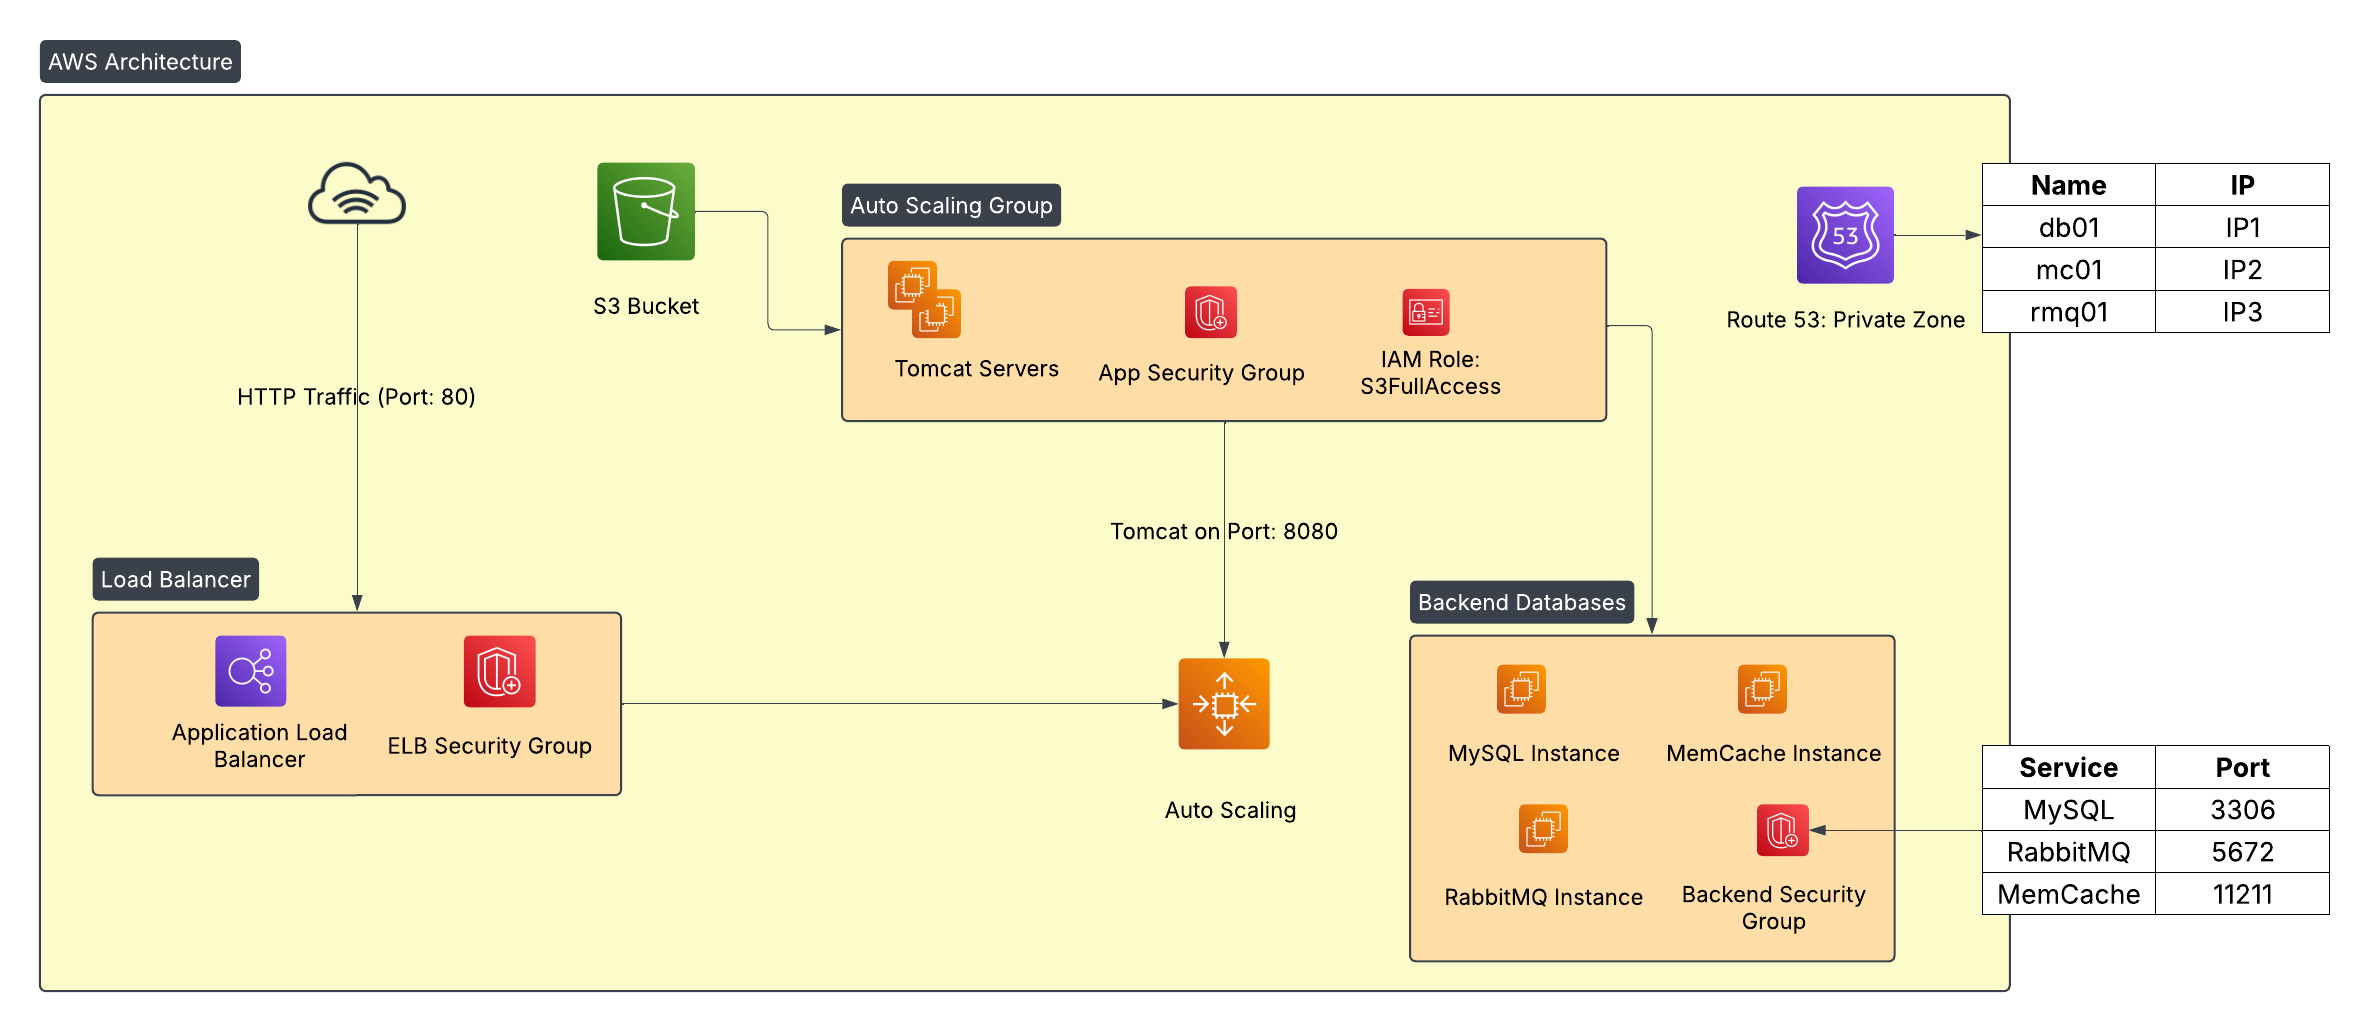 AWS Architecture
S3 Bucket
Auto Scaling Group
Tomcat Servers
App Security Group
IAM Role:
S3FullAccess
53
Route 53: Private Zone
Name IP
db01 IP1
mc01 IP2
rmq01 IP3
HTTP Traffic (Port: 80)
Tomcat on Port: 8080
Load Balancer
Application Load
Balancer
ELB Security Group
Auto Scaling
Backend Databases
MySQL Instance
MemCache Instance
RabbitMQ Instance
Backend Security
Group
Service Port
MySQL 3306
RabbitMQ 5672
MemCache 11211